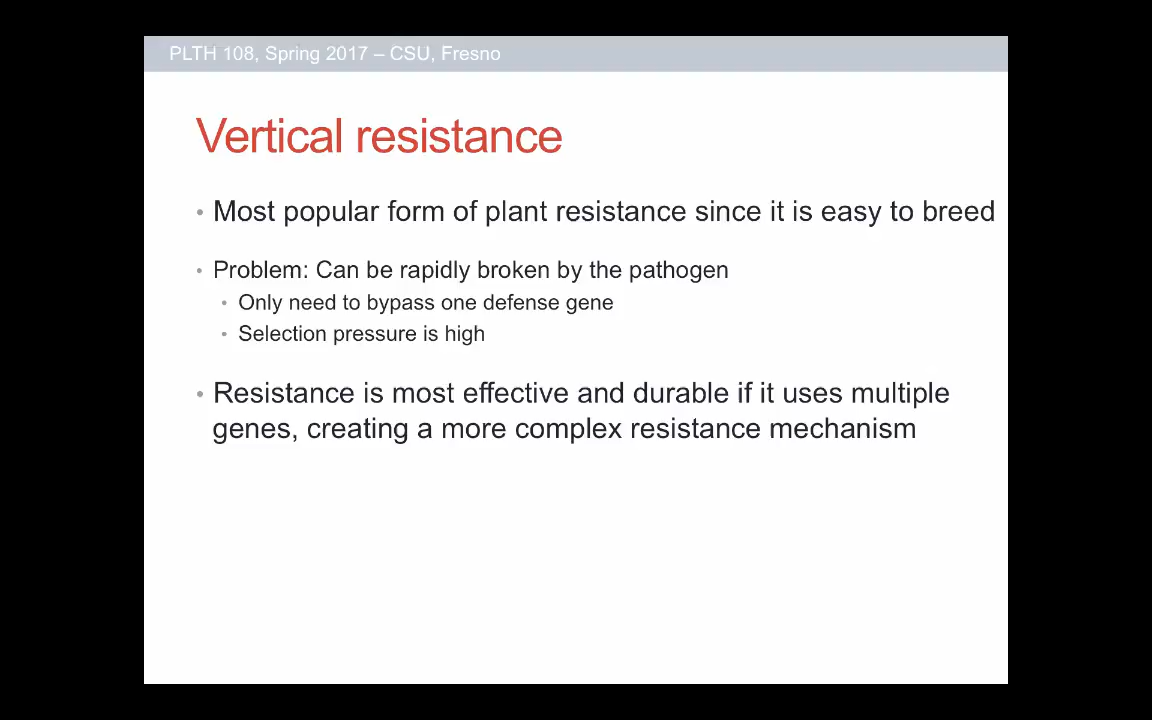 PLTH 108, Spring 2017 – CSU, Fresno
Vertical resistance
• Most popular form of plant resistance since it is easy to breed
• Problem: Can be rapidly broken by the pathogen
• Only need to bypass one defense gene
• Selection pressure is high
• Resistance is most effective and durable if it uses multiple
genes, creating a more complex resistance mechanism